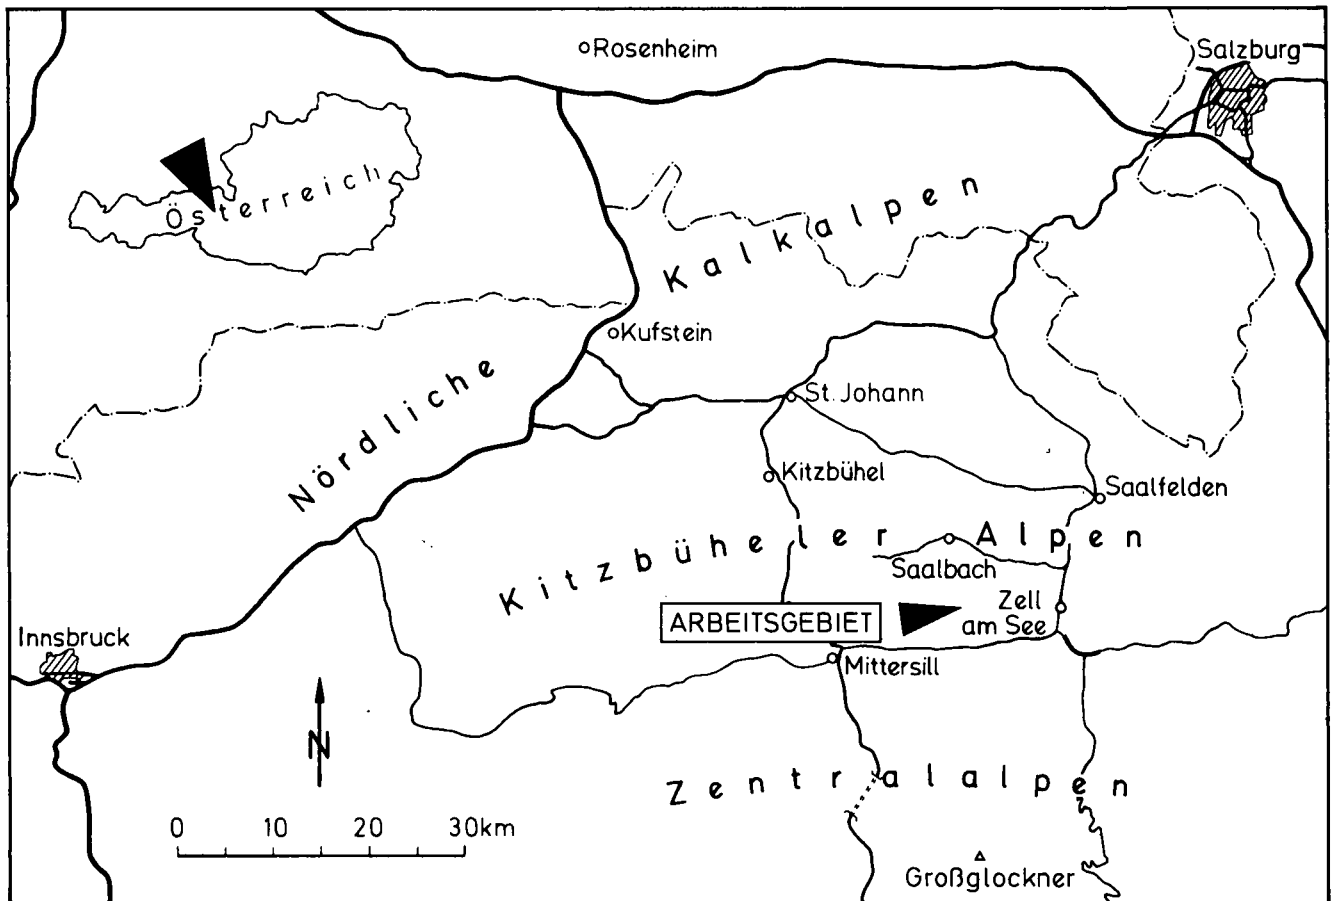 Rosenheim
Salzburg
Österreich
Nördliche Kalkalpen
Kufstein
St. Johann
Kitzbühel
Saalfelden
Kitzbüheler Alpen
Saalbach
ARBEITSGEBIET
Zell
am See
Innsbruck
Mittersill
N
Zentralalpen
0 10 20 30km
Großglockner